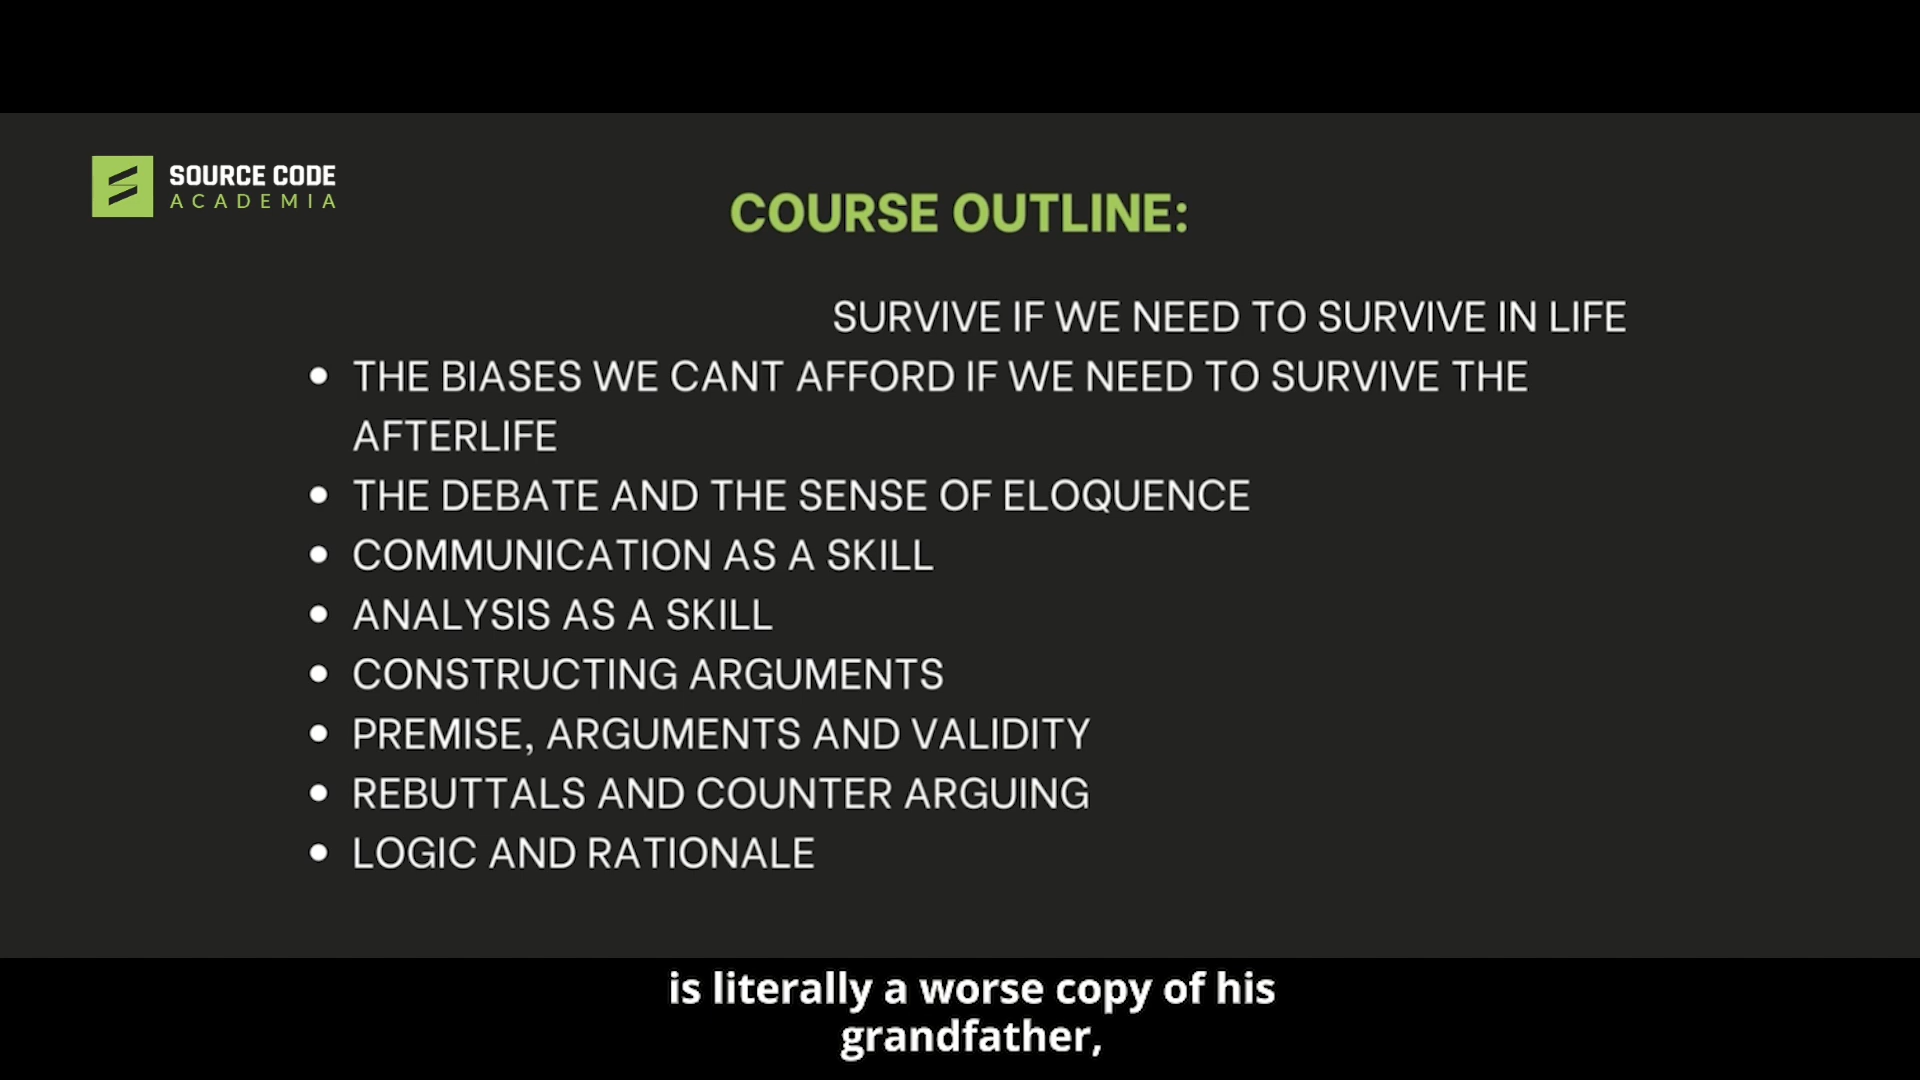 SOURCE CODE
ACADEMIA
COURSE OUTLINE:
SURVIVE IF WE NEED TO SURVIVE IN LIFE
• THE BIASES WE CANT AFFORD IF WE NEED TO SURVIVE THE
AFTERLIFE
• THE DEBATE AND THE SENSE OF ELOQUENCE
• COMMUNICATION AS A SKILL
• ANALYSIS AS A SKILL
• CONSTRUCTING ARGUMENTS
• PREMISE, ARGUMENTS AND VALIDITY
• REBUTTALS AND COUNTER ARGUING
• LOGIC AND RATIONALE
is literally a worse copy of his
grandfather,